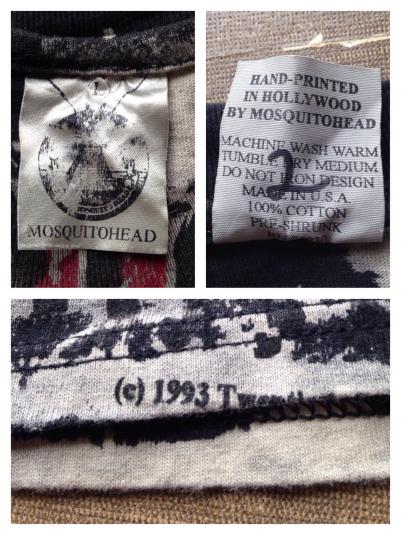 L
MOSQUITOHEAD
HAND-PRINTED
IN HOLLYWOOD
BY MOSQUITOHEAD
MACHINE WASH WARM
TUMBLE DRY MEDIUM
DO NOT IRON DESIGN
MADE IN U.S.A.
100% COTTON
PRE-SHRUNK
(c) 1993